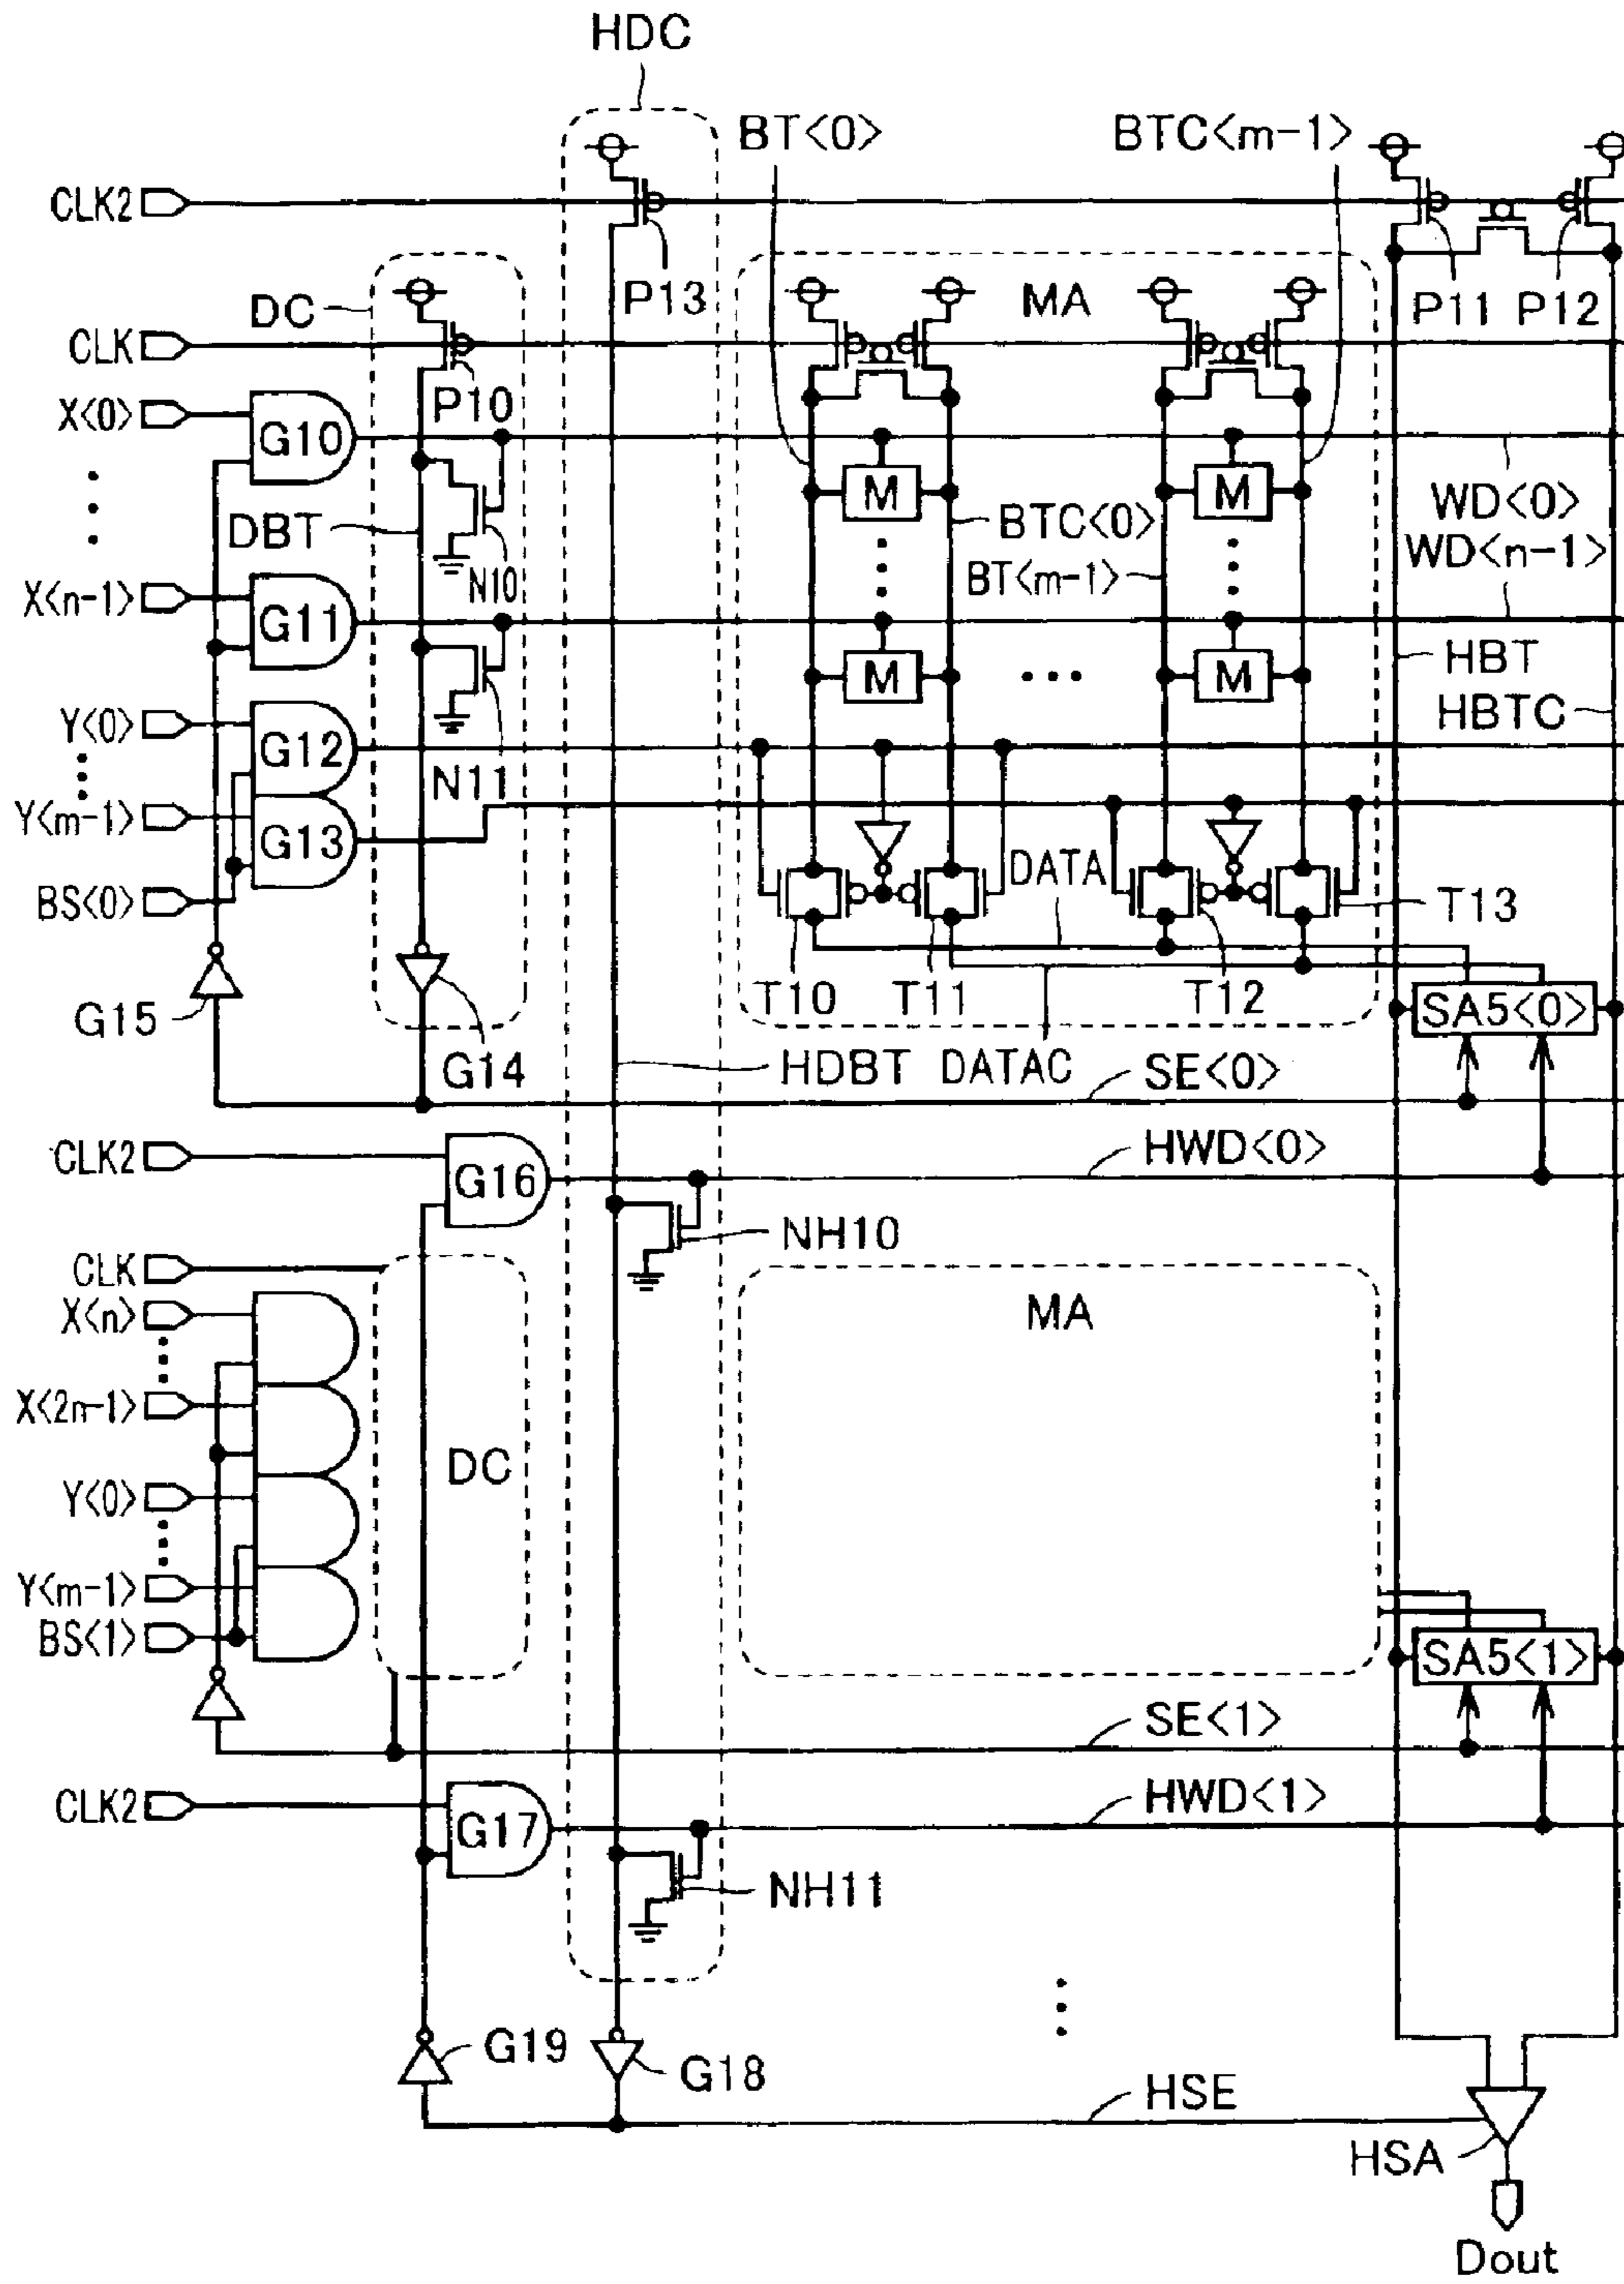 HDC
BT<0>
BTC<m-1>
CLK2
P13
P11
P12
DC
MA
CLK
P10
X<0>
G10
M
M
WD<0>
DBT
BTC<0>
WD<n-1>
N10
BT<m-1>
X<n-1>
G11
HBT
M
M
HBTC
Y<0>
G12
N11
Y<m-1>
G13
DATA
BS<0>
T13
T10
T11
T12
G15
SA5<0>
G14
HDBT
DATAC
SE<0>
CLK2
G16
HWD<0>
NH10
CLK
X<n>
MA
X<2n-1>
DC
Y<0>
Y<m-1>
BS<1>
SA5<1>
SE<1>
CLK2
G17
HWD<1>
NH11
G19
G18
HSE
HSA
Dout